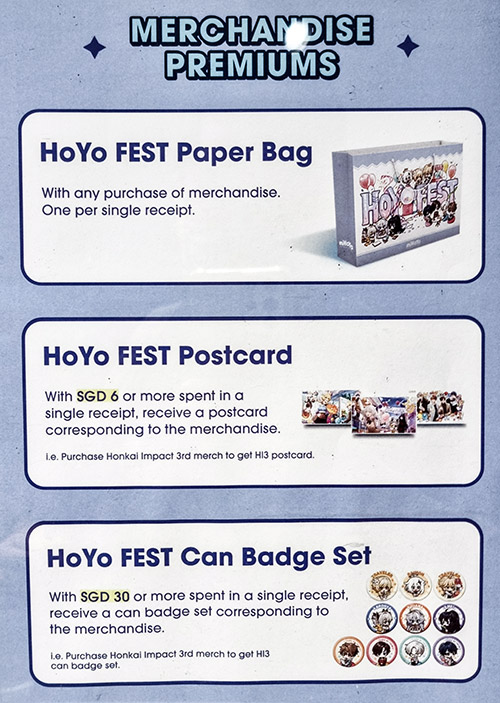 MERCHANDISE
PREMIUMS
HoYo FEST Paper Bag
With any purchase of merchandise.
One per single receipt.
HOYO FEST
miHoYo
HoYo FEST Postcard
With SGD 6 or more spent in a
single receipt, receive a postcard
corresponding to the merchandise.
i.e. Purchase Honkai Impact 3rd merch to get HI3 postcard.
HoYo FEST Can Badge Set
With SGD 30 or more spent in a single receipt,
receive a can badge set corresponding to
the merchandise.
i.e. Purchase Honkai Impact 3rd merch to get HI3
can badge set.